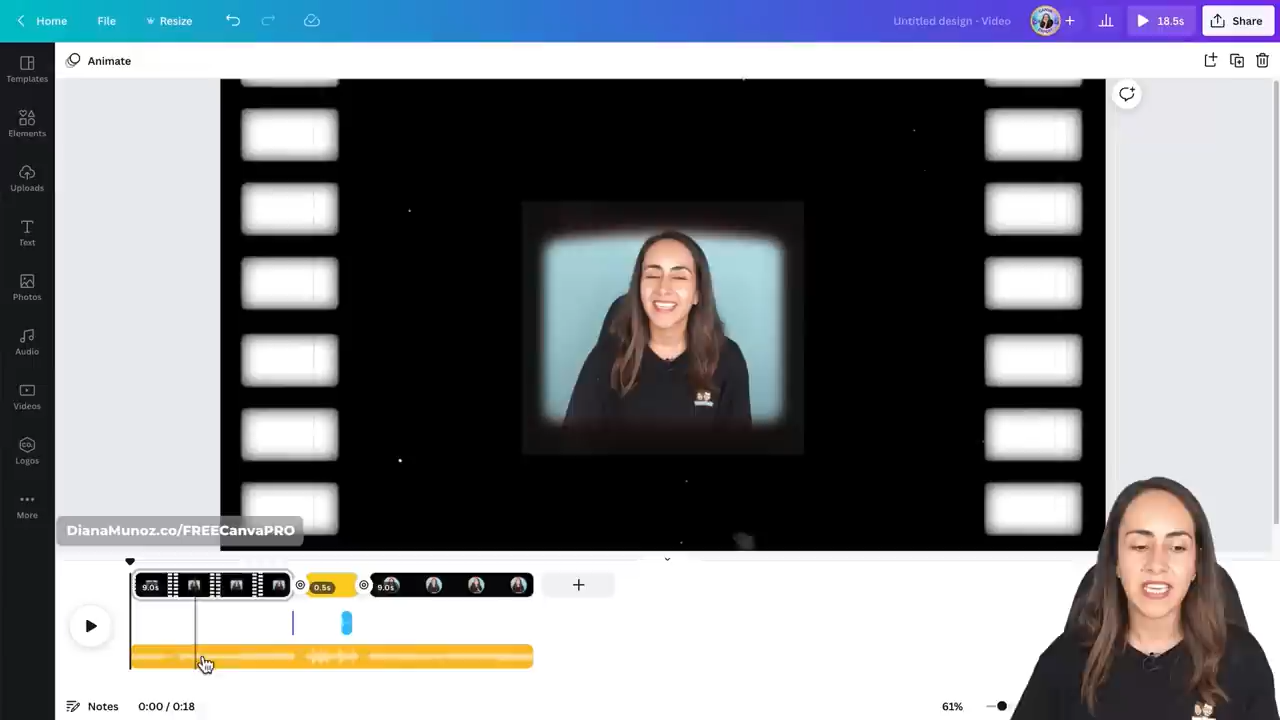 Home File Resize Untitled design - Video 18.5s Share
Animate
Templates
Elements
Uploads
Text
Photos
Audio
Videos
CO.
Logos
More
DianaMunoz.co/FREECanvaPRO
9.0s 0.5s 9.0s
Notes 0:00 / 0:18 61%